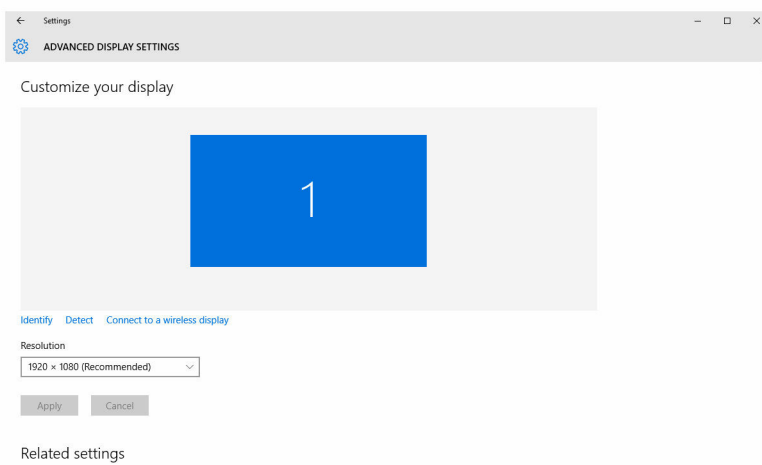 Settings
ADVANCED DISPLAY SETTINGS
Customize your display
1
Identify Detect Connect to a wireless display
Resolution
1920 × 1080 (Recommended)
Apply Cancel
Related settings